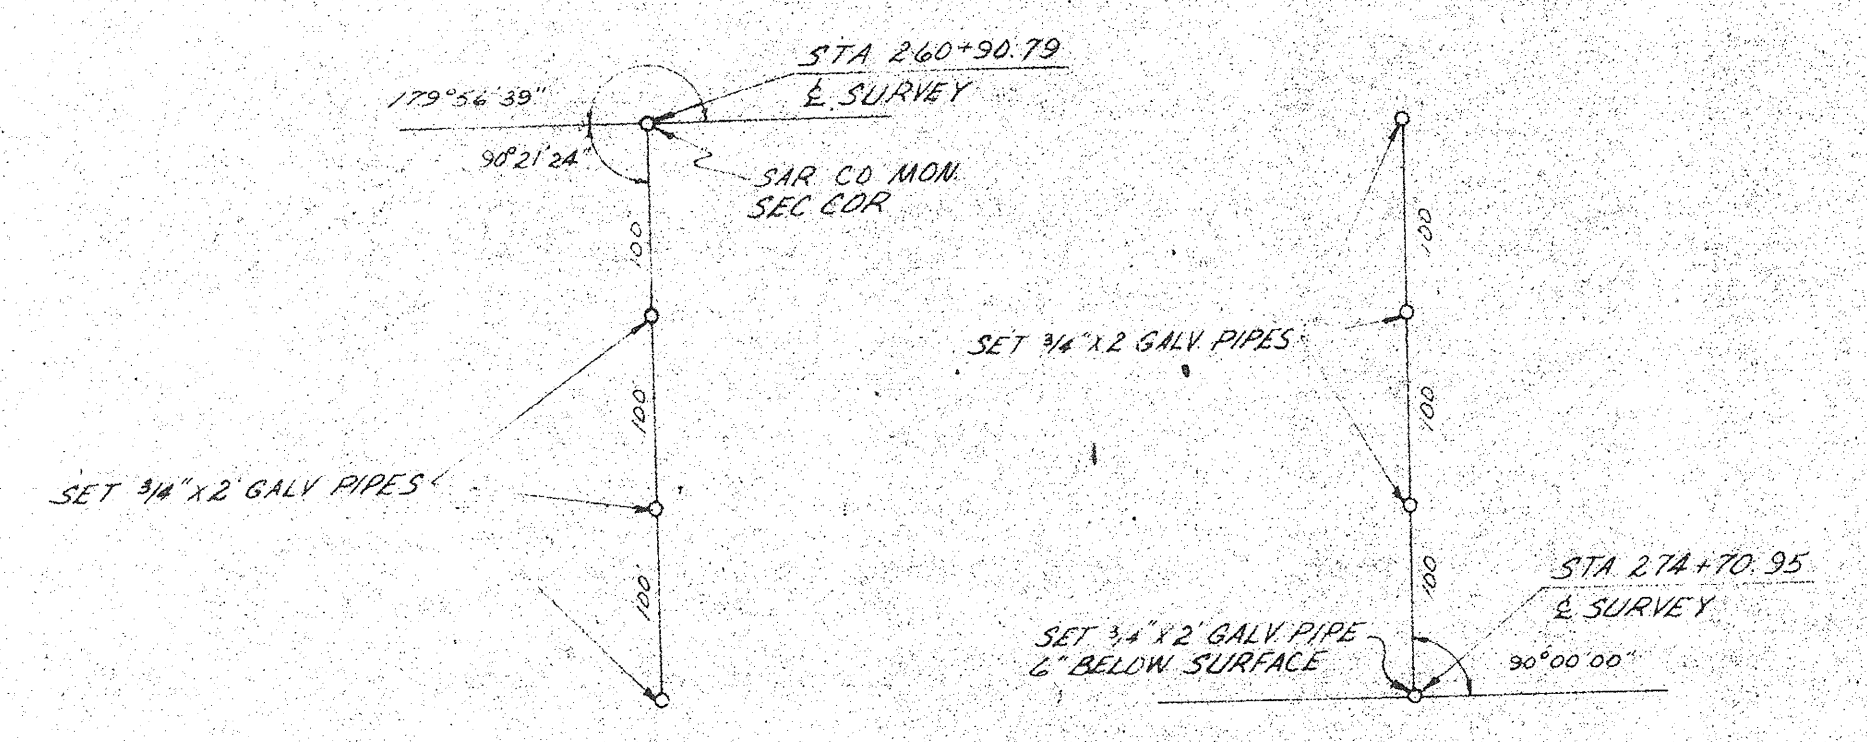 STA 260+90.79
℄ SURVEY
179°56'39"
90°21'24"
SAR CO MON.
SEC COR
100
100'
100'
SET 3/4"X2' GALV PIPES
100'
100
100
SET 3/4"X2 GALV. PIPES
STA 274+70.95
℄ SURVEY
SET 3/4"X2' GALV. PIPE
6" BELOW SURFACE
90°00'00"